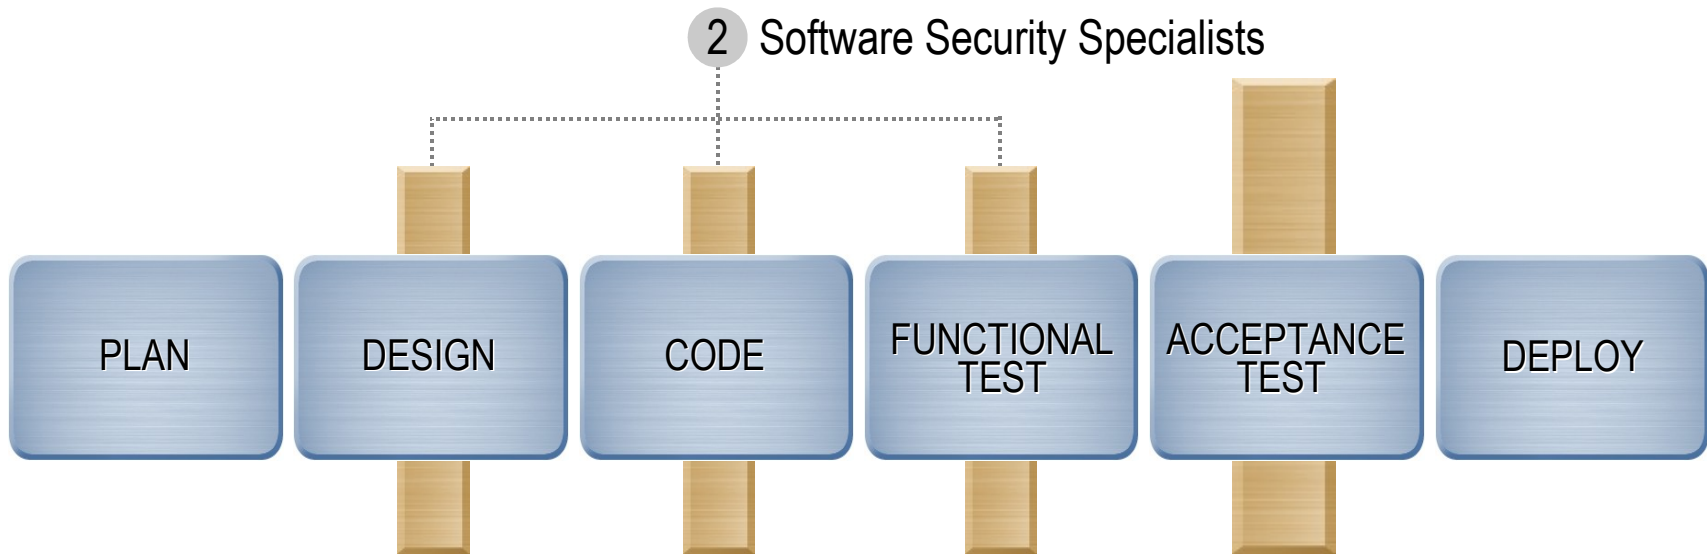 2 Software Security Specialists
PLAN
DESIGN
CODE
FUNCTIONAL
TEST
ACCEPTANCE
TEST
DEPLOY